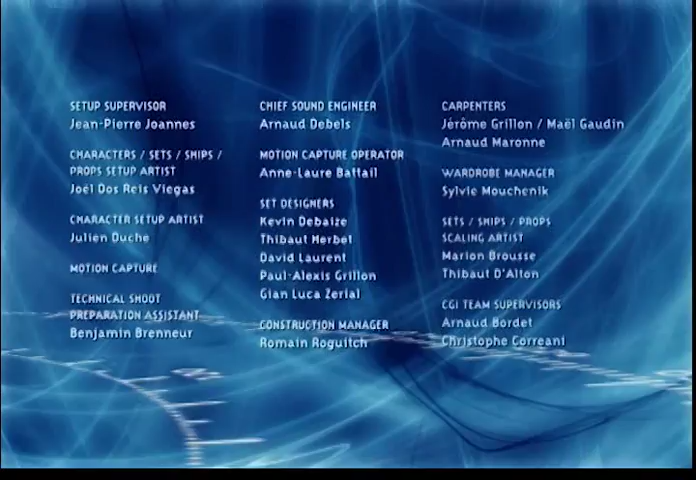 SETUP SUPERVISOR
Jean-Pierre Joannes
CHARACTERS / SETS / SHIPS /
PROPS SETUP ARTIST
Joël Dos Reis Viegas
CHARACTER SETUP ARTIST
Julien Duche
MOTION CAPTURE
TECHNICAL SHOOT
PREPARATION ASSISTANT
Benjamin Brenneur
CHIEF SOUND ENGINEER
Arnaud Debels
MOTION CAPTURE OPERATOR
Anne-Laure Battail
SET DESIGNERS
Kevin Debaize
Thibaut Herbet
David Laurent
Paul-Alexis Grillon
Gian Luca Zerial
CONSTRUCTION MANAGER
Romain Roguitch
CARPENTERS
Jérôme Grillon / Maël Gaudin
Arnaud Maronne
WARDROBE MANAGER
Sylvie Mouchenik
SETS / SHIPS / PROPS
SCALING ARTIST
Marion Brousse
Thibaut D'Alton
CGI TEAM SUPERVISORS
Arnaud Bordet
Christophe Correani